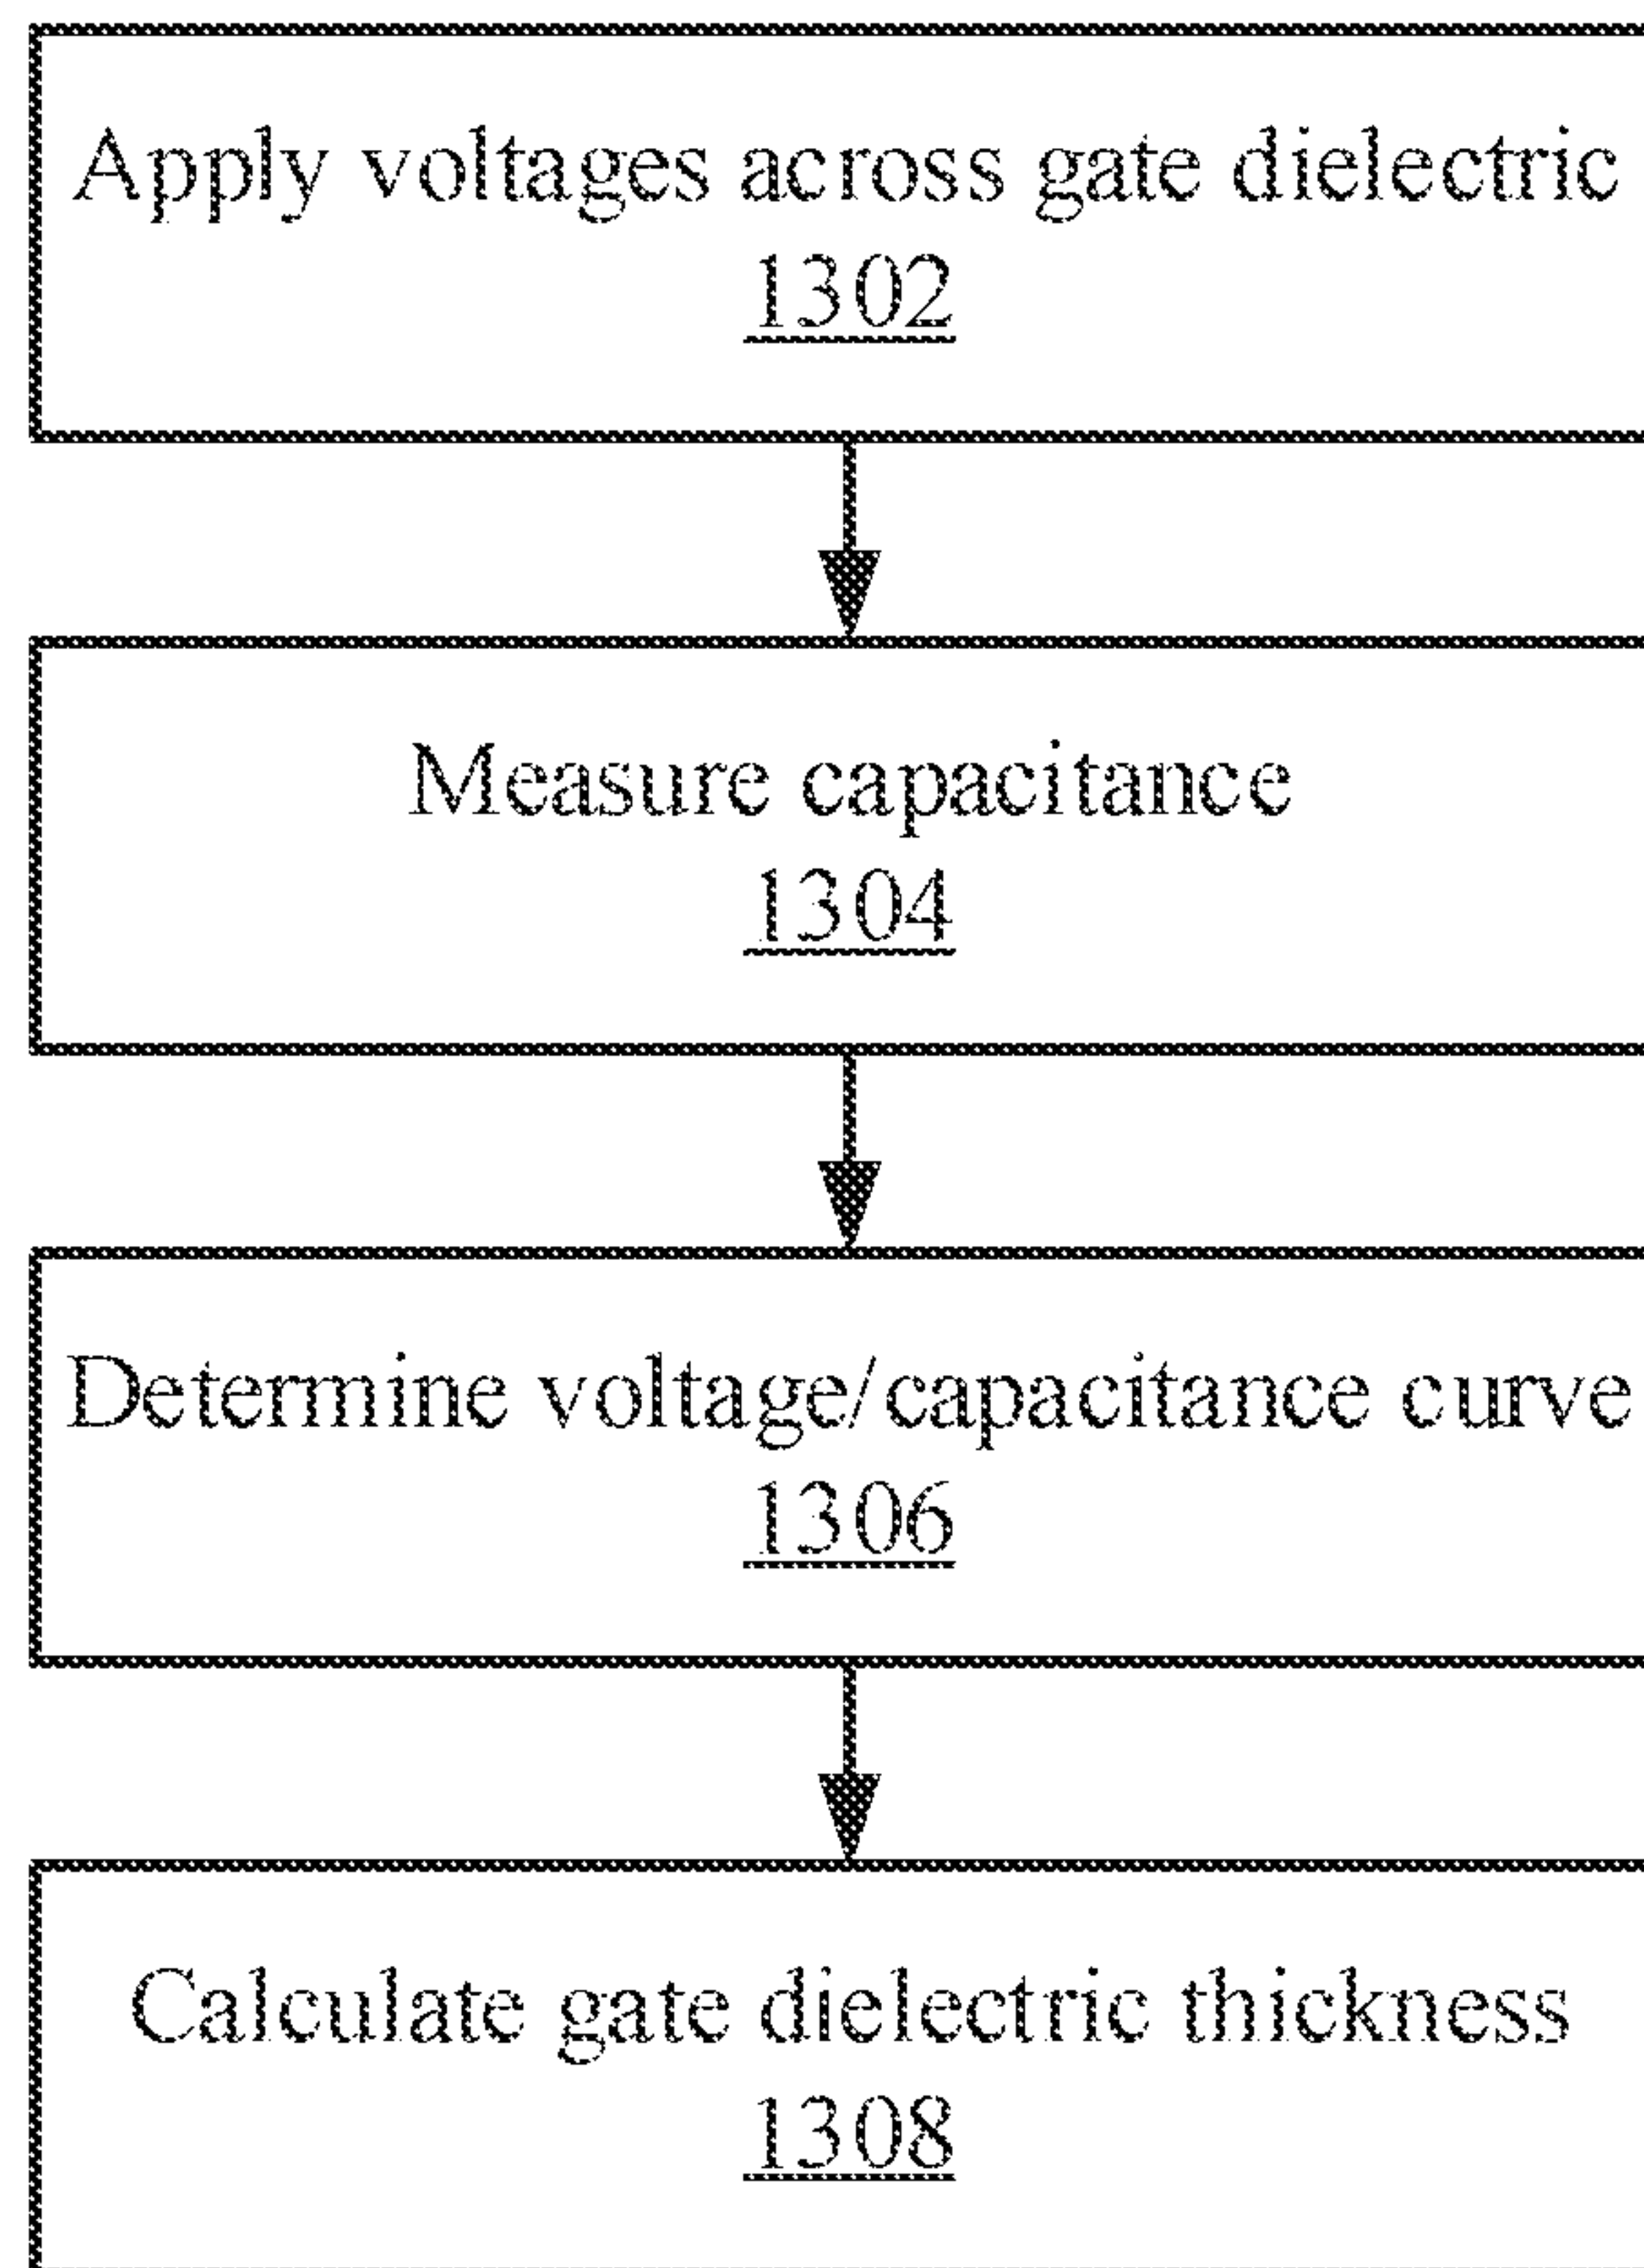 Apply voltages across gate dielectric
1302
Measure capacitance
1304
Determine voltage/capacitance curve
1306
Calculate gate dielectric thickness
1308